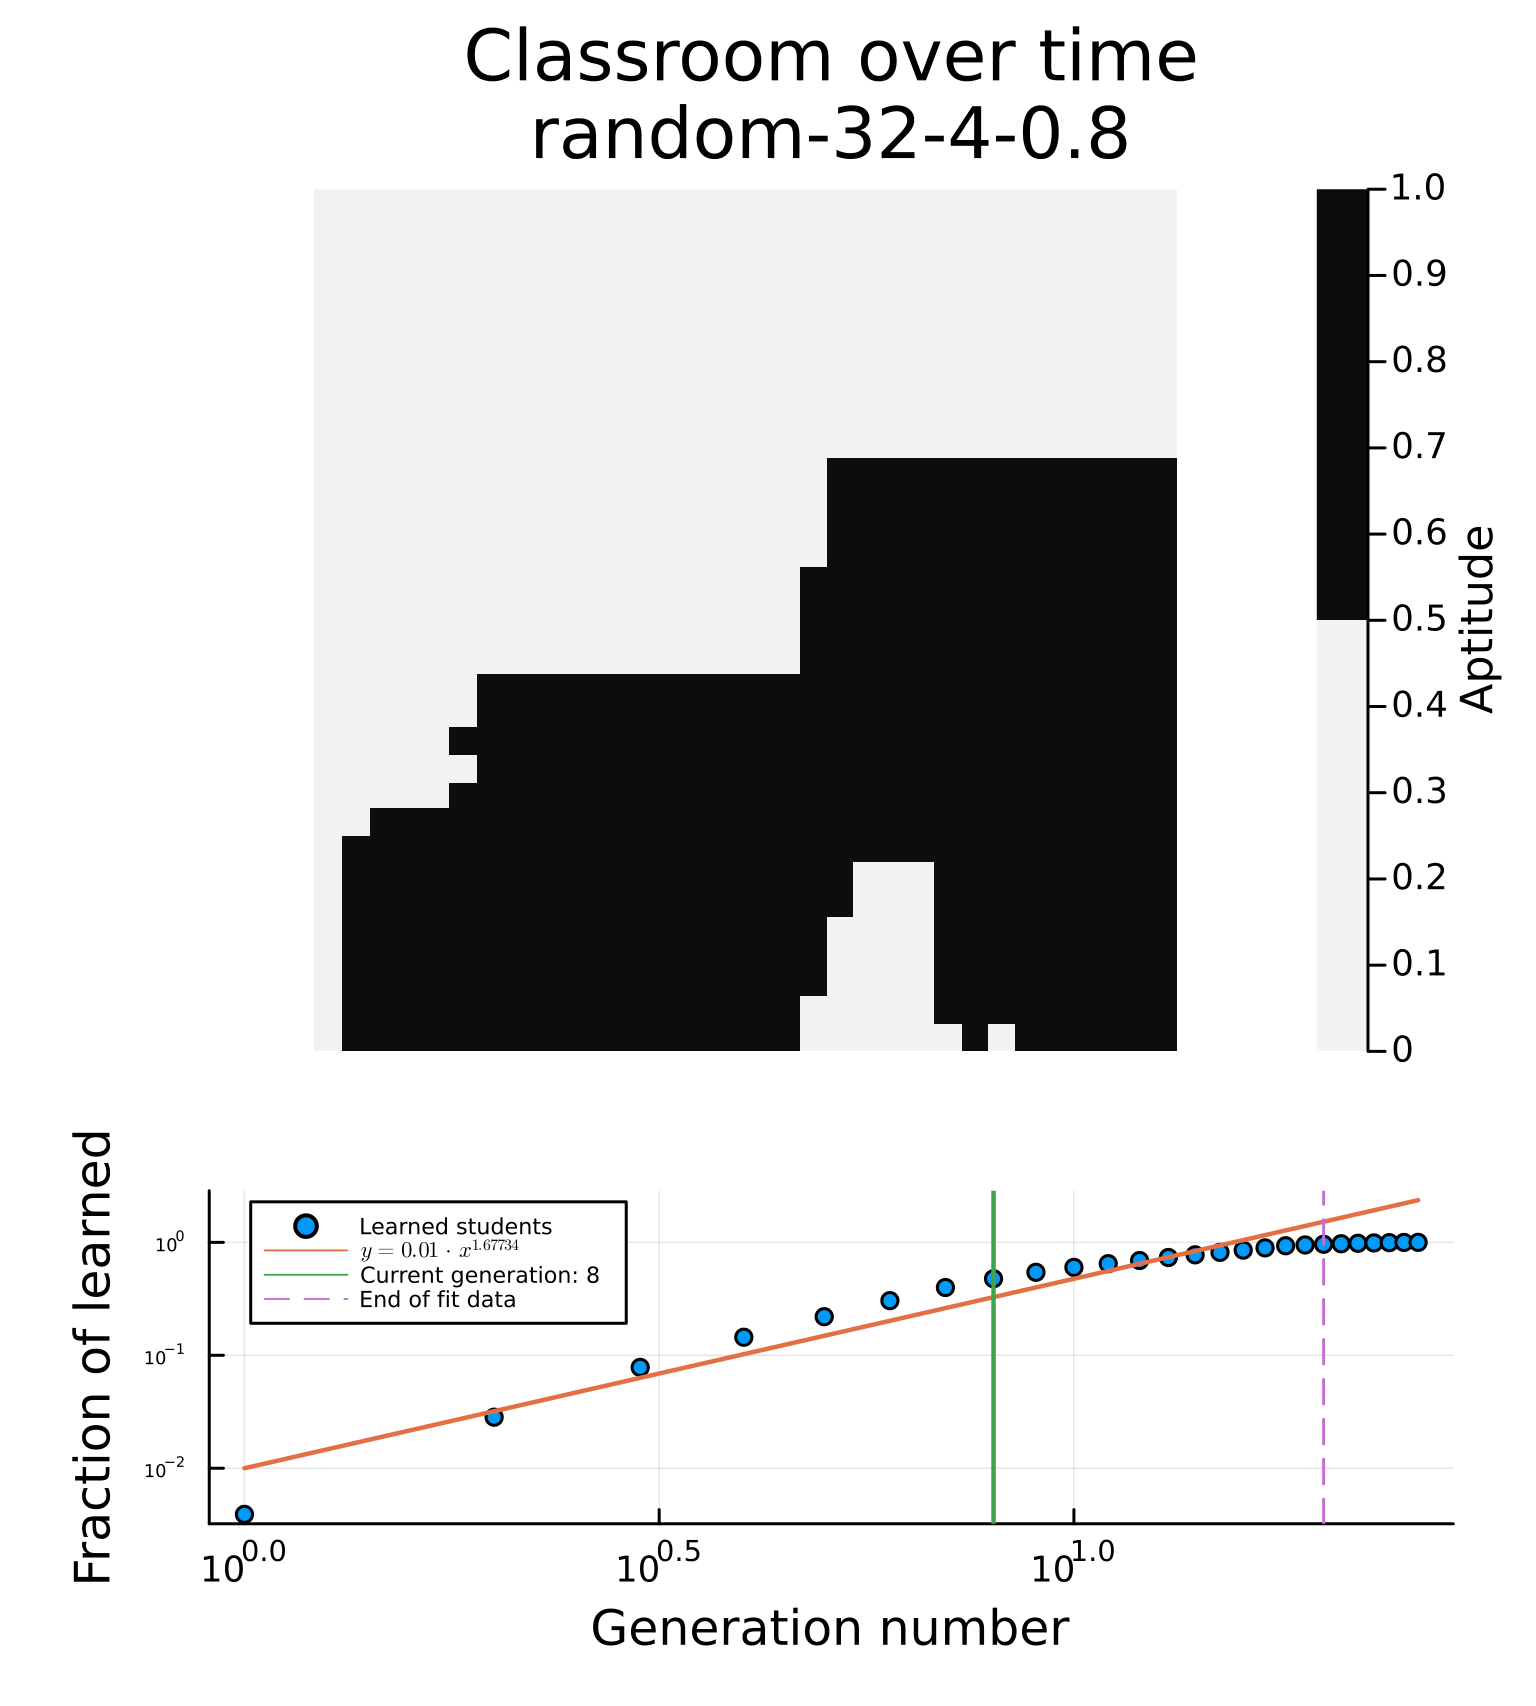 Classroom over time
random-32-4-0.8
1.0
0.9
0.8
0.7
0.6
0.5
0.4
0.3
0.2
0.1
0
Aptitude
Fraction of learned
10^0
10^-1
10^-2
Learned students
y = 0.01 · x^1.67734
Current generation: 8
End of fit data
10^0.0 10^0.5 10^1.0
Generation number